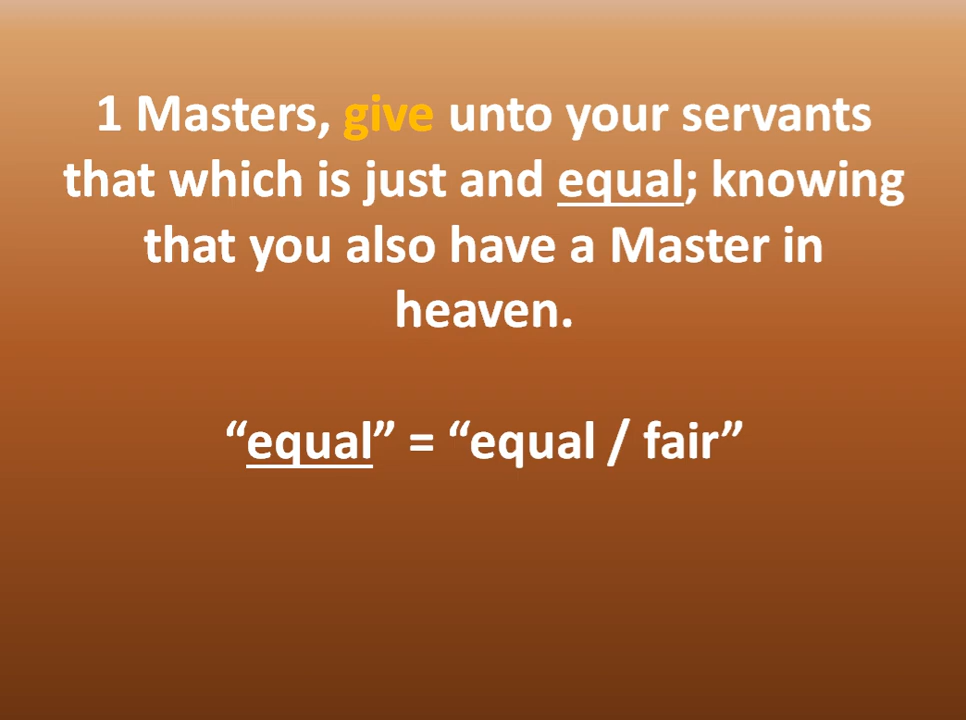 1 Masters, give unto your servants
that which is just and equal; knowing
that you also have a Master in
heaven.
“equal” = “equal / fair”